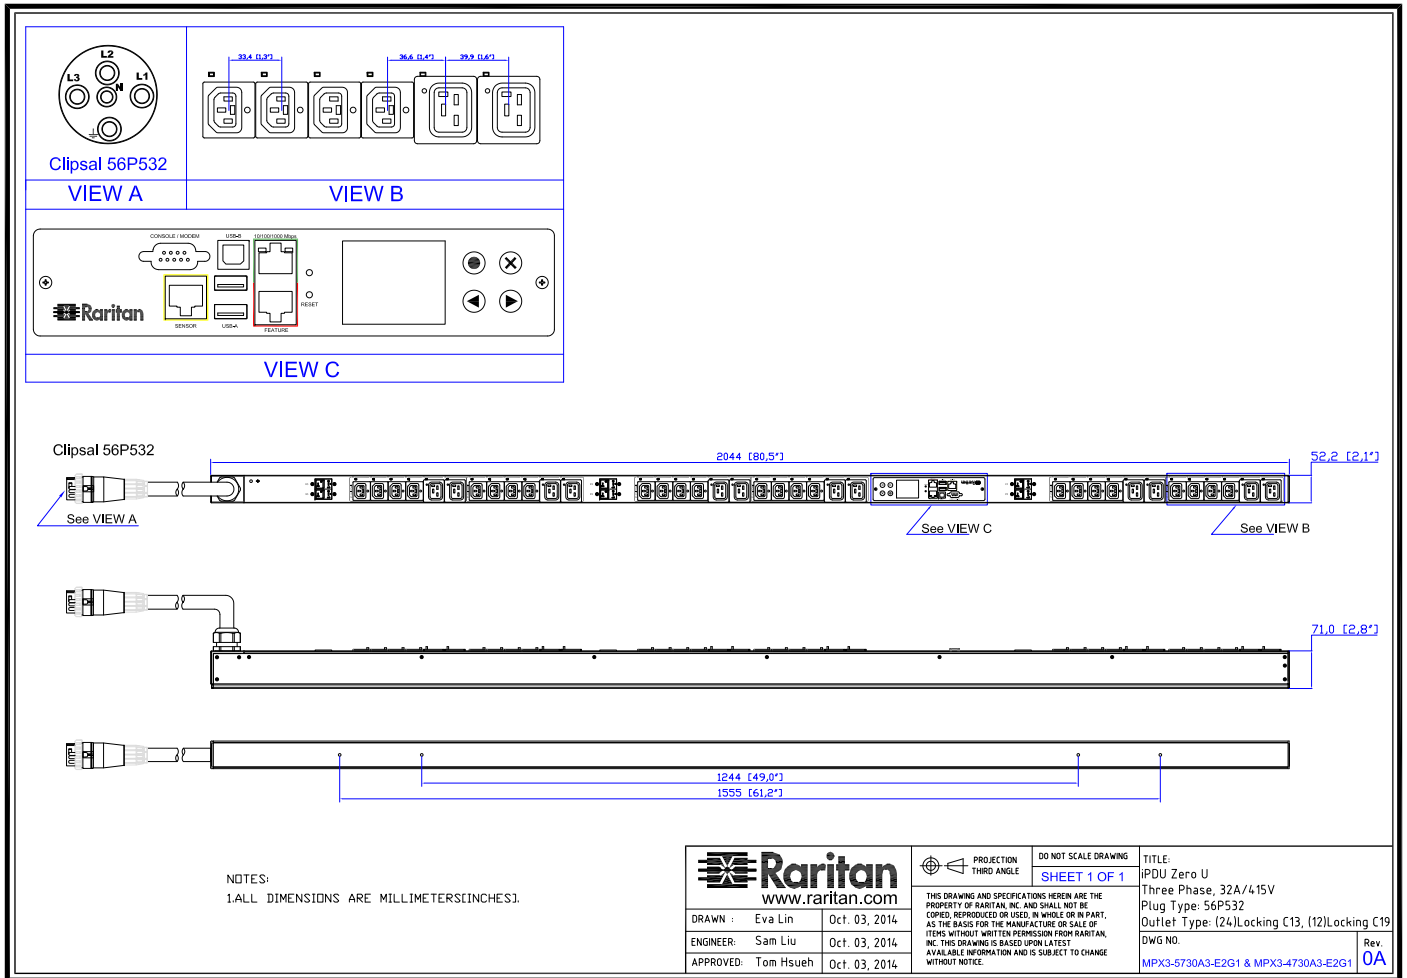 L2
L3
L1
N
Clipsal 56P532
VIEW A
33,4 [1,3"]
36,6 [1,4"]
39,9 [1,6"]
VIEW B
CONSOLE / MODEM
USB-B
10/100/1000 Mbps
Raritan
SENSOR
USB-A
FEATURE
RESET
VIEW C
Clipsal 56P532
2044 [80,5"]
52,2 [2,1"]
See VIEW A
See VIEW C
See VIEW B
71,0 [2,8"]
1244 [49,0"]
1555 [61,2"]
NOTES:
1.ALL DIMENSIONS ARE MILLIMETERS[INCHES].
Raritan
www.raritan.com
DRAWN : Eva Lin Oct. 03, 2014
ENGINEER: Sam Liu Oct. 03, 2014
APPROVED: Tom Hsueh Oct. 03, 2014
PROJECTION
THIRD ANGLE
DO NOT SCALE DRAWING
SHEET 1 OF 1
THIS DRAWING AND SPECIFICATIONS HEREIN ARE THE
PROPERTY OF RARITAN, INC. AND SHALL NOT BE
COPIED, REPRODUCED OR USED, IN WHOLE OR IN PART,
AS THE BASIS FOR THE MANUFACTURE OR SALE OF
ITEMS WITHOUT WRITTEN PERMISSION FROM RARITAN,
INC. THIS DRAWING IS BASED UPON LATEST
AVAILABLE INFORMATION AND IS SUBJECT TO CHANGE
WITHOUT NOTICE.
TITLE:
iPDU Zero U
Three Phase, 32A/415V
Plug Type: 56P532
Outlet Type: (24)Locking C13, (12)Locking C19
DWG NO.
MPX3-5730A3-E2G1 & MPX3-4730A3-E2G1
Rev.
0A